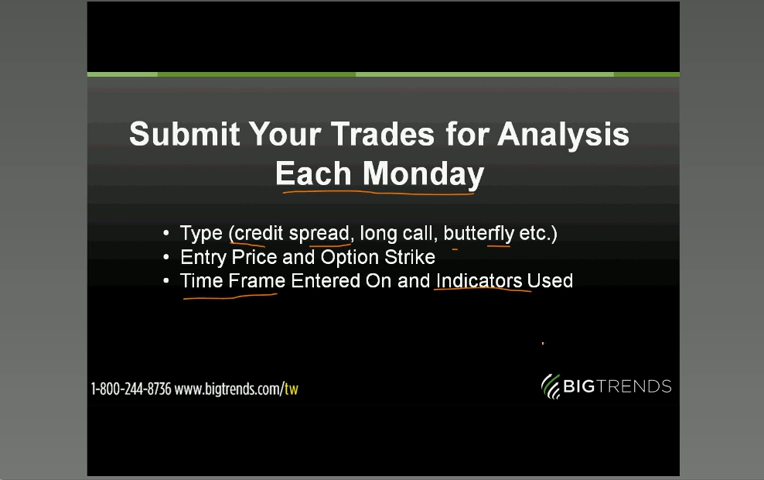 Submit Your Trades for Analysis
Each Monday
• Type (credit spread, long call, butterfly etc.)
• Entry Price and Option Strike
• Time Frame Entered On and Indicators Used
1-800-244-8736 www.bigtrends.com/tw
BIGTRENDS